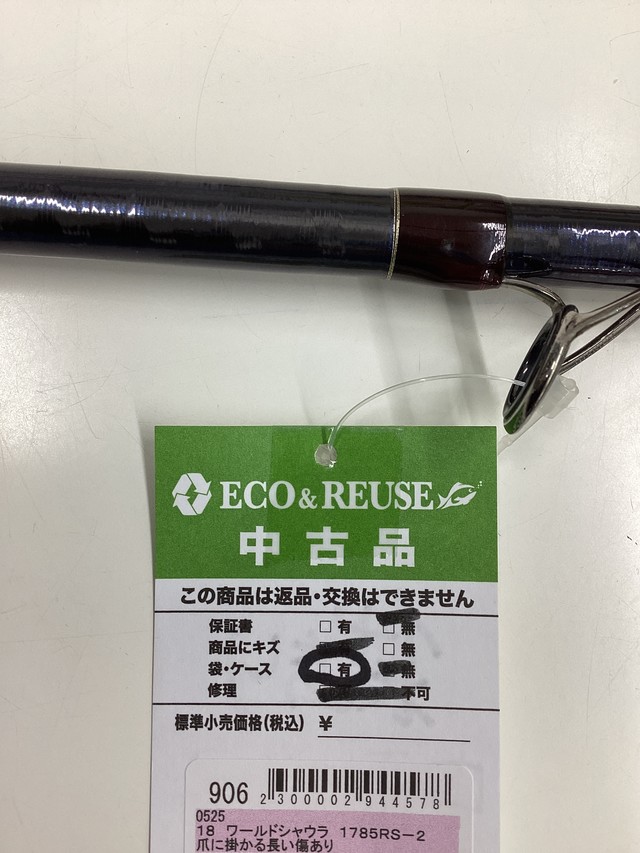 ECO & REUSE
中古品
この商品は返品・交換はできません
保証書 □ 有 □ 無
商品にキズ □ 無
袋・ケース □ 有 無
修理 不可
標準小売価格(税込) ¥
906
2 300002 944578
0525
18 ワールドシャウラ 1785RS-2
爪に掛かる長い傷あり